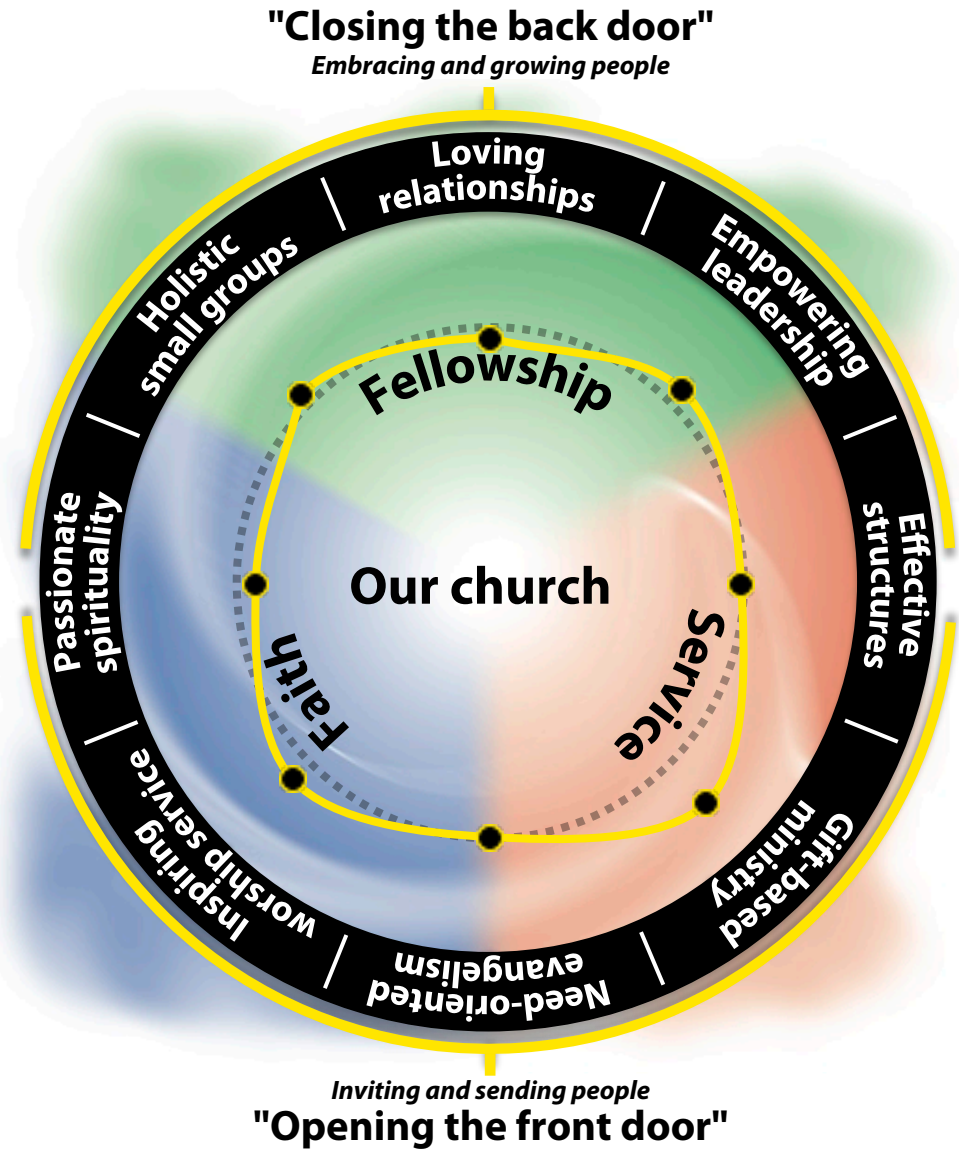 "Closing the back door"
Embracing and growing people
Loving
relationships
Empowering
leadership
Effective
structures
Gift-based
ministry
Need-oriented
evangelism
Inspiring
worship service
Passionate
spirituality
Holistic
small groups
Fellowship
Our church
Service
Faith
Inviting and sending people
"Opening the front door"